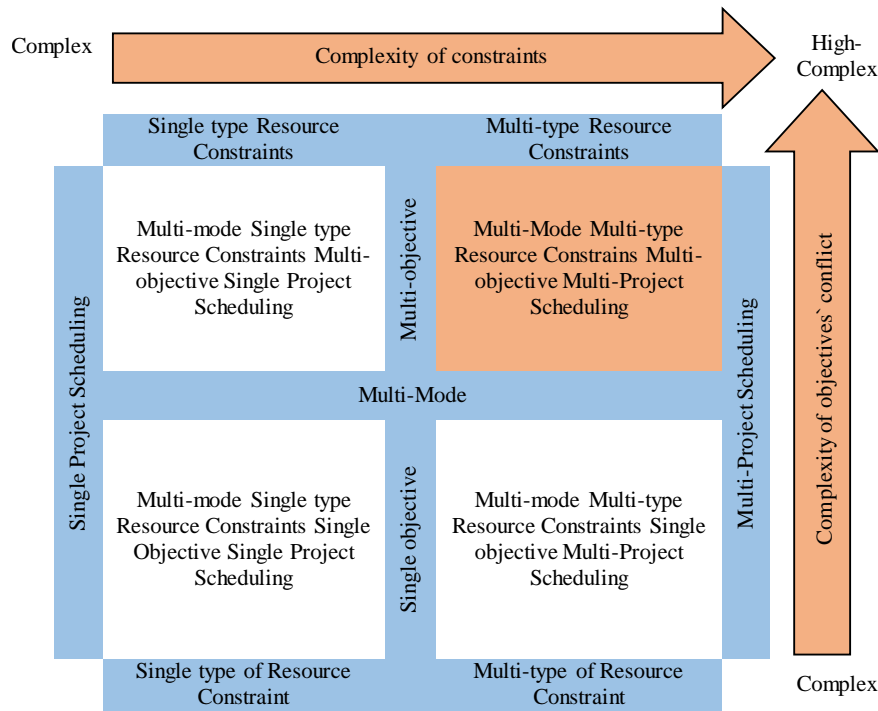 Complex
Complexity of constraints
High-
Complex
Single type Resource
Constraints
Multi-type Resource
Constraints
Single Project Scheduling
Multi-mode Single type
Resource Constraints Multi-
objective Single Project
Scheduling
Multi-objective
Multi-Mode Multi-type
Resource Constrains Multi-
objective Multi-Project
Scheduling
Multi-Project Scheduling
Complexity of objectives` conflict
Multi-Mode
Multi-mode Single type
Resource Constraints Single
Objective Single Project
Scheduling
Single objective
Multi-mode Multi-type
Resource Constraints Single
objective Multi-Project
Scheduling
Single type of Resource
Constraint
Multi-type of Resource
Constraint
Complex